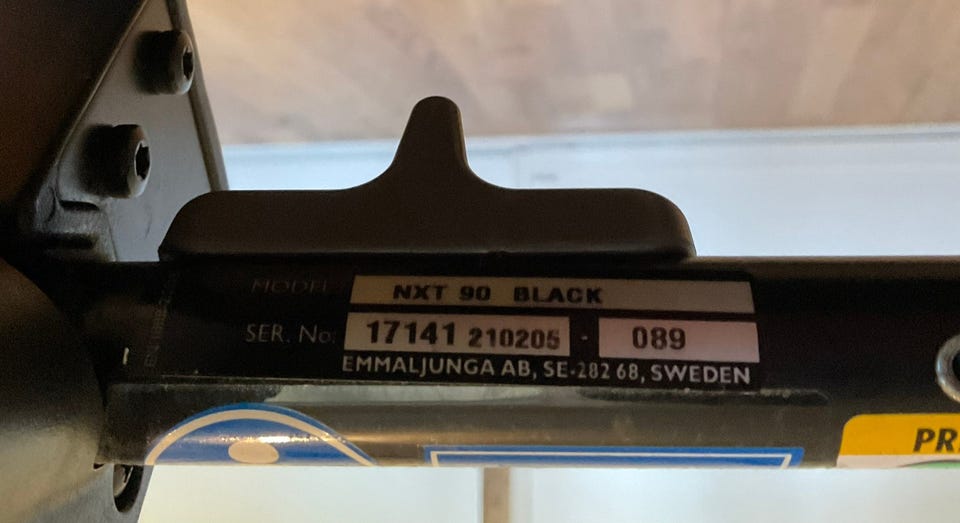 MODEL: NXT 90 BLACK
SER. No: 17141 210205 · 089
EMMALJUNGA AB, SE-282 68, SWEDEN